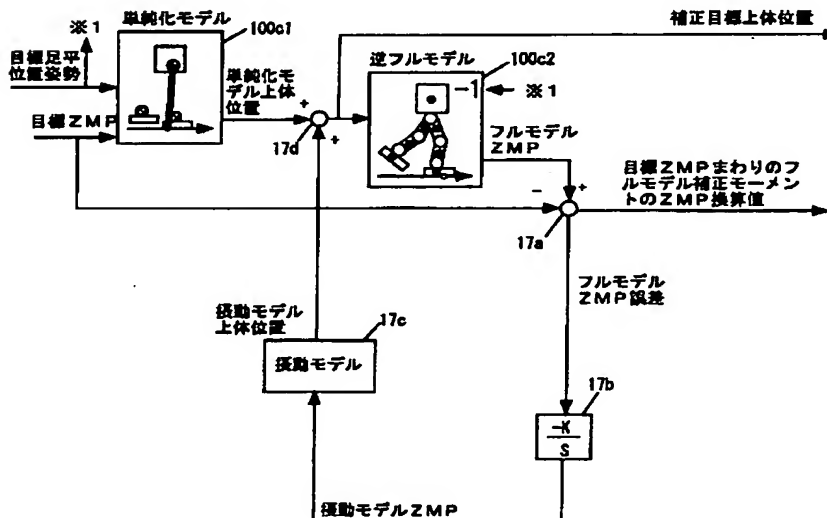 単純化モデル
100c1
※1
目標足平
位置姿勢
目標ZMP
単純化モ
デル上体
位置
+
+
17d
補正目標上体位置
逆フルモデル
100c2
-1
※1
フルモデル
ZMP
-
+
17a
目標ZMPまわりのフ
ルモデル補正モーメン
トのZMP換算値
フルモデル
ZMP誤差
摂動モデル
上体位置
17c
摂動モデル
17b
-K
S
摂動モデルZMP